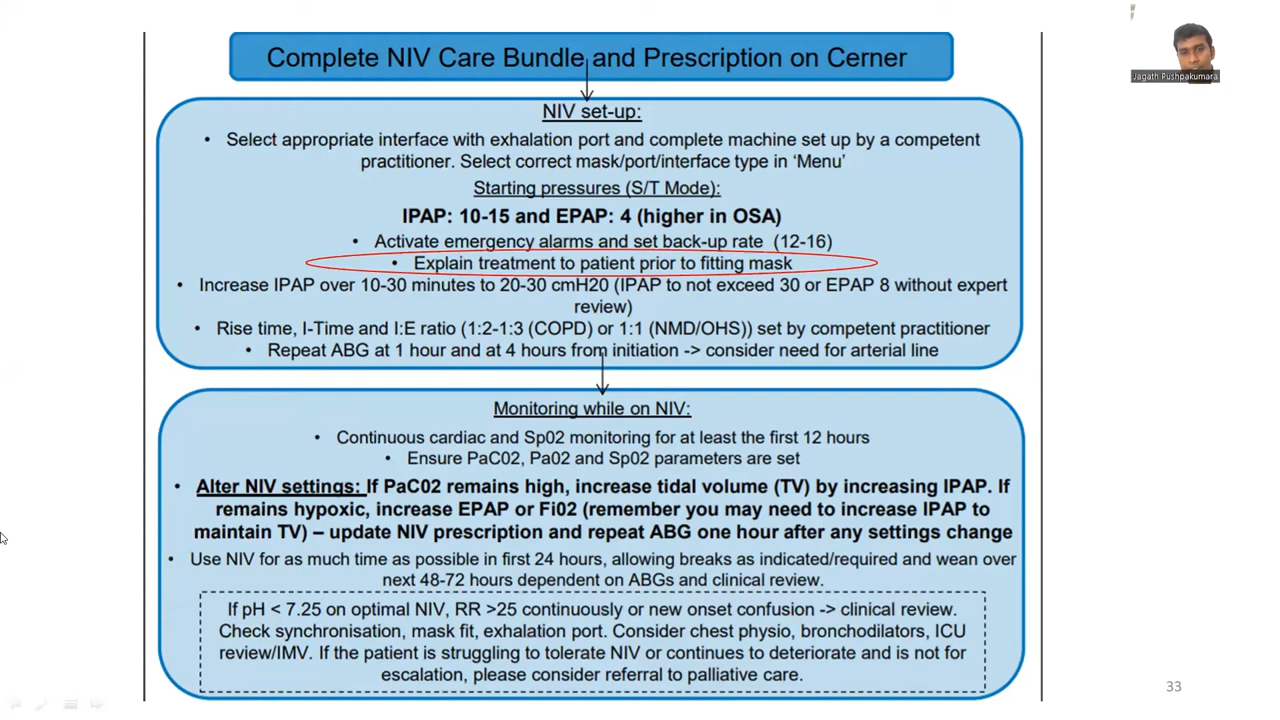 Complete NIV Care Bundle and Prescription on Cerner
Jagath Pushpakumara
NIV set-up:
• Select appropriate interface with exhalation port and complete machine set up by a competent
practitioner. Select correct mask/port/interface type in ‘Menu’
Starting pressures (S/T Mode):
IPAP: 10-15 and EPAP: 4 (higher in OSA)
• Activate emergency alarms and set back-up rate (12-16)
• Explain treatment to patient prior to fitting mask
• Increase IPAP over 10-30 minutes to 20-30 cmH20 (IPAP to not exceed 30 or EPAP 8 without expert
review)
• Rise time, I-Time and I:E ratio (1:2-1:3 (COPD) or 1:1 (NMD/OHS)) set by competent practitioner
• Repeat ABG at 1 hour and at 4 hours from initiation -> consider need for arterial line
Monitoring while on NIV:
• Continuous cardiac and Sp02 monitoring for at least the first 12 hours
• Ensure PaC02, Pa02 and Sp02 parameters are set
• Alter NIV settings: If PaC02 remains high, increase tidal volume (TV) by increasing IPAP. If
remains hypoxic, increase EPAP or Fi02 (remember you may need to increase IPAP to
maintain TV) – update NIV prescription and repeat ABG one hour after any settings change
• Use NIV for as much time as possible in first 24 hours, allowing breaks as indicated/required and wean over
next 48-72 hours dependent on ABGs and clinical review.
If pH < 7.25 on optimal NIV, RR >25 continuously or new onset confusion -> clinical review.
Check synchronisation, mask fit, exhalation port. Consider chest physio, bronchodilators, ICU
review/IMV. If the patient is struggling to tolerate NIV or continues to deteriorate and is not for
escalation, please consider referral to palliative care.
33